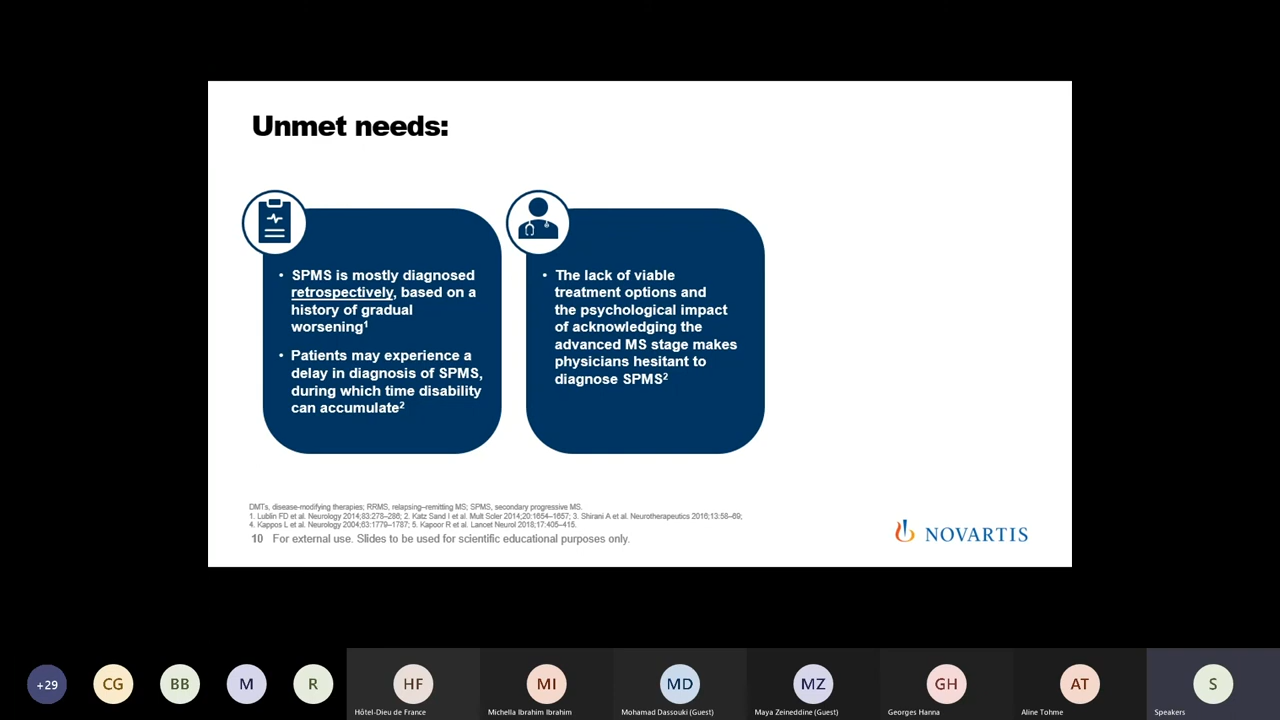 Unmet needs:
• SPMS is mostly diagnosed
retrospectively, based on a
history of gradual
worsening1
• Patients may experience a
delay in diagnosis of SPMS,
during which time disability
can accumulate2
• The lack of viable
treatment options and
the psychological impact
of acknowledging the
advanced MS stage makes
physicians hesitant to
diagnose SPMS2
DMTs, disease-modifying therapies; RRMS, relapsing–remitting MS; SPMS, secondary progressive MS.
1. Lublin FD et al. Neurology 2014;83:278–286; 2. Katz Sand I et al. Mult Scler 2014;20:1654–1657; 3. Shirani A et al. Neurotherapeutics 2016;13:58–69;
4. Kappos L et al. Neurology 2004;63:1779–1787; 5. Kapoor R et al. Lancet Neurol 2018;17:405–415.
10 For external use. Slides to be used for scientific educational purposes only.
NOVARTIS
+29
CG
BB
M
R
HF
MI
MD
MZ
GH
AT
S
Hôtel-Dieu de France
Michella Ibrahim Ibrahim
Mohamad Dassouki (Guest)
Maya Zeineddine (Guest)
Georges Hanna
Aline Tohme
Speakers